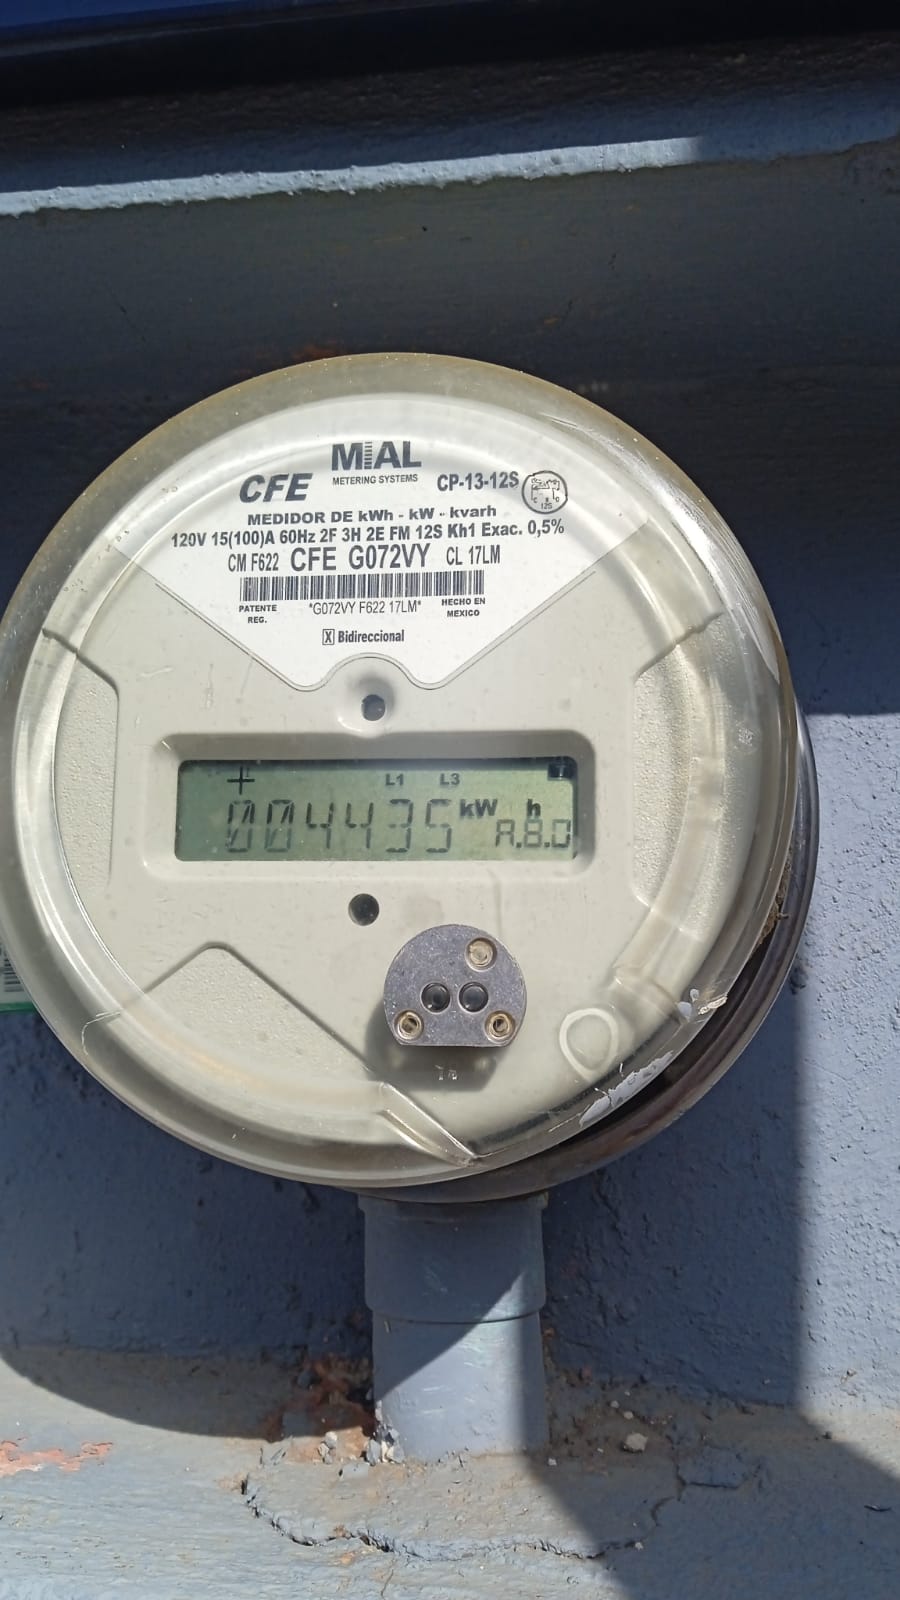 MIAL
METERING SYSTEMS
CFE
CP-13-12S
MEDIDOR DE kWh - kW - kvarh
120V 15(100)A 60Hz 2F 3H 2E FM 12S Kh1 Exac. 0,5%
CM F622 CFE G072VY CL 17LM
PATENTE REG.
*G072VY F622 17LM*
HECHO EN MEXICO
X Bidireccional
+ L1 L3
004435 kW h